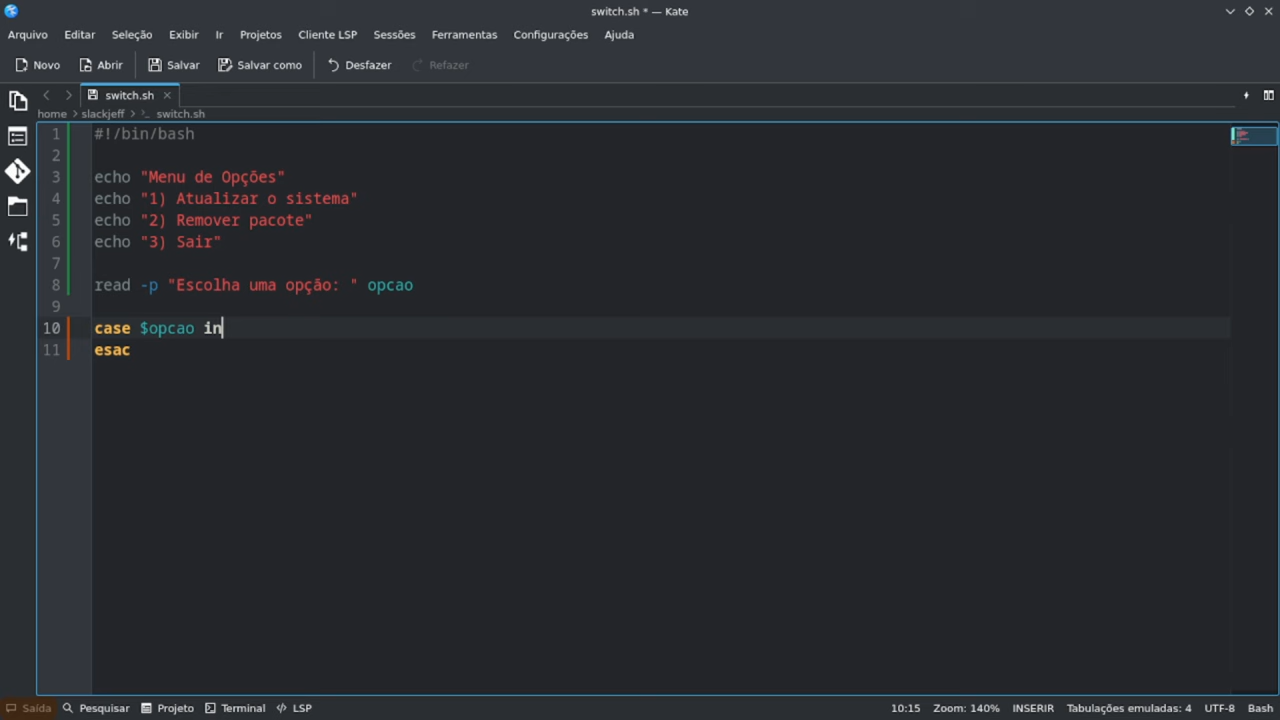 switch.sh * — Kate
Arquivo Editar Seleção Exibir Ir Projetos Cliente LSP Sessões Ferramentas Configurações Ajuda
Novo Abrir Salvar Salvar como Desfazer Refazer
switch.sh
home > slackjeff > switch.sh
1 #!/bin/bash
2
3 echo "Menu de Opções"
4 echo "1) Atualizar o sistema"
5 echo "2) Remover pacote"
6 echo "3) Sair"
7
8 read -p "Escolha uma opção: " opcao
9
10 case $opcao in
11 esac
Saída Pesquisar Projeto Terminal LSP 10:15 Zoom: 140% INSERIR Tabulações emuladas: 4 UTF-8 Bash